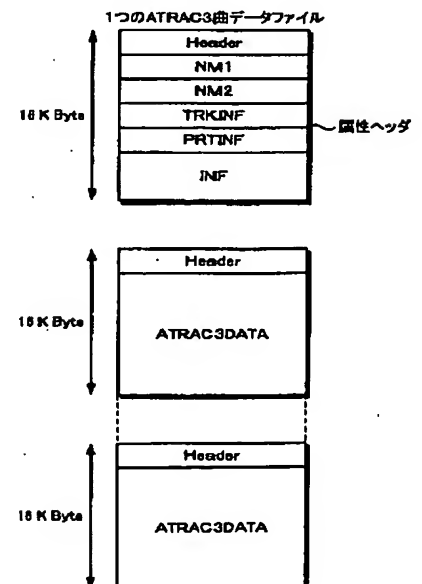 1つのATRAC3曲データファイル
Header
NM1
NM2
TRKINF
PRTINF
INF
16 K Byte
属性ヘッダ
Header
ATRAC3DATA
16 K Byte
Header
ATRAC3DATA
16 K Byte